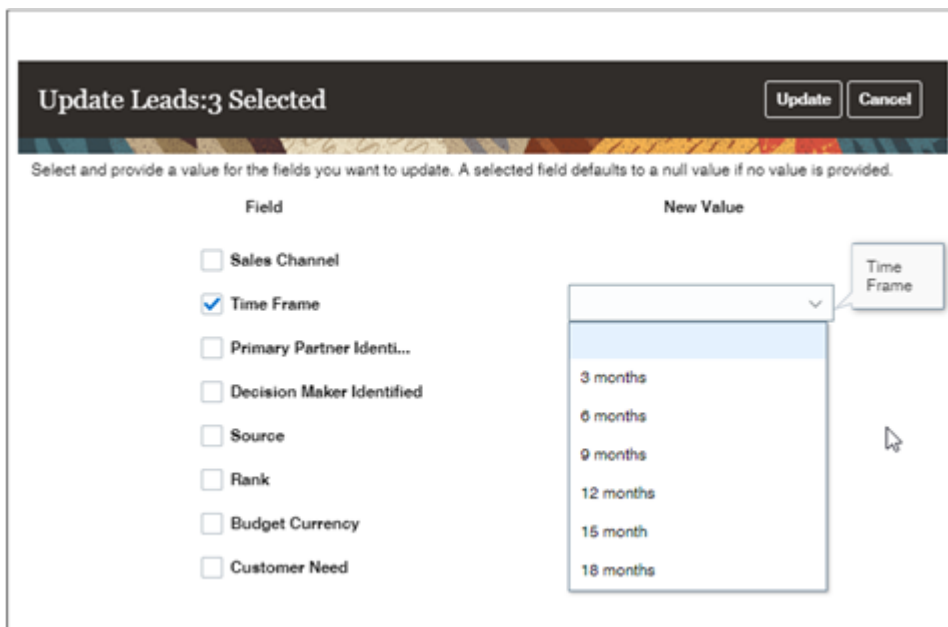 Update Leads:3 Selected
Update
Cancel
Select and provide a value for the fields you want to update. A selected field defaults to a null value if no value is provided.
Field
New Value
Sales Channel
Time Frame
Time
Frame
Primary Partner Identi...
3 months
Decision Maker Identified
6 months
Source
9 months
Rank
12 months
Budget Currency
15 month
Customer Need
18 months